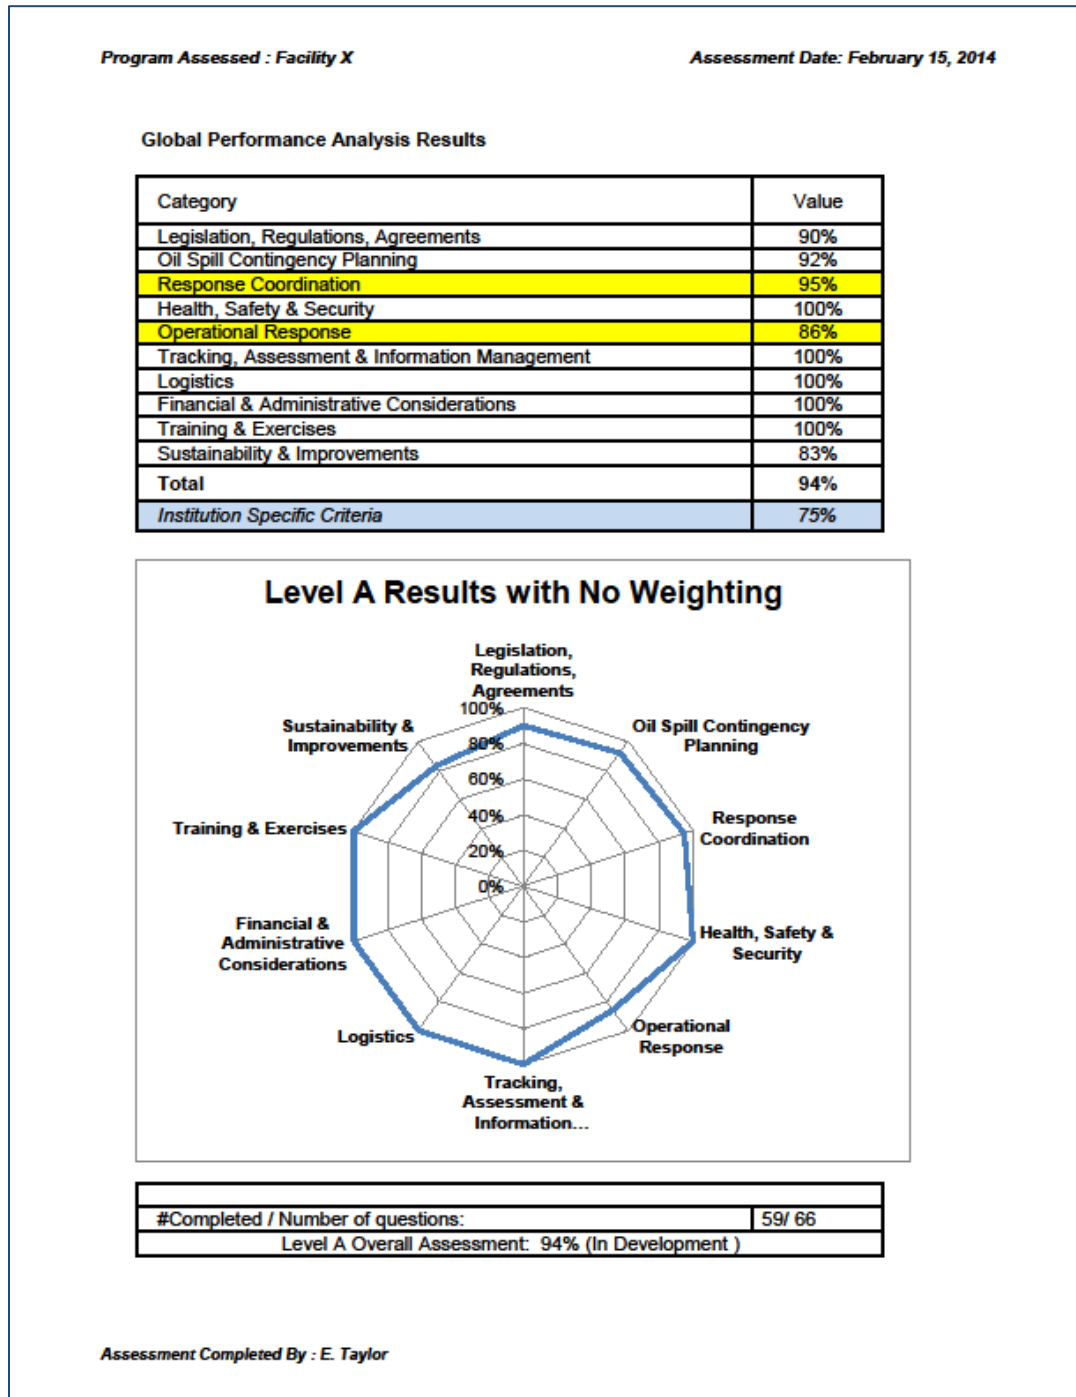 Program Assessed : Facility X
Assessment Date: February 15, 2014
Global Performance Analysis Results
Category Value
Legislation, Regulations, Agreements 90%
Oil Spill Contingency Planning 92%
Response Coordination 95%
Health, Safety & Security 100%
Operational Response 86%
Tracking, Assessment & Information Management 100%
Logistics 100%
Financial & Administrative Considerations 100%
Training & Exercises 100%
Sustainability & Improvements 83%
Total 94%
Institution Specific Criteria 75%
Level A Results with No Weighting
Legislation,
Regulations,
Agreements
Oil Spill Contingency
Planning
Response
Coordination
Health, Safety &
Security
Operational
Response
Tracking,
Assessment &
Information...
Logistics
Financial &
Administrative
Considerations
Training & Exercises
Sustainability &
Improvements
100%
80%
60%
40%
20%
0%
#Completed / Number of questions: 59/ 66
Level A Overall Assessment: 94% (In Development )
Assessment Completed By : E. Taylor